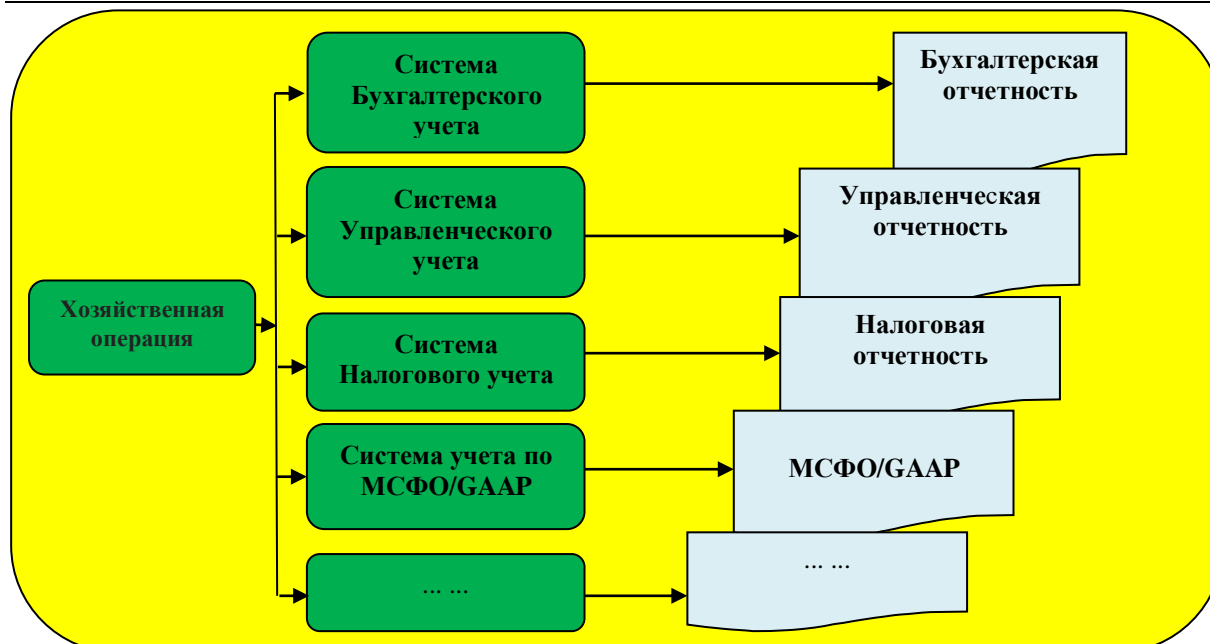 Система
Бухгалтерского
учета
Бухгалтерская
отчетность
Система
Управленческого
учета
Управленческая
отчетность
Хозяйственная
операция
Система
Налогового учета
Налоговая
отчетность
Система учета по
МСФО/GAAP
МСФО/GAAP
... ...
... ...